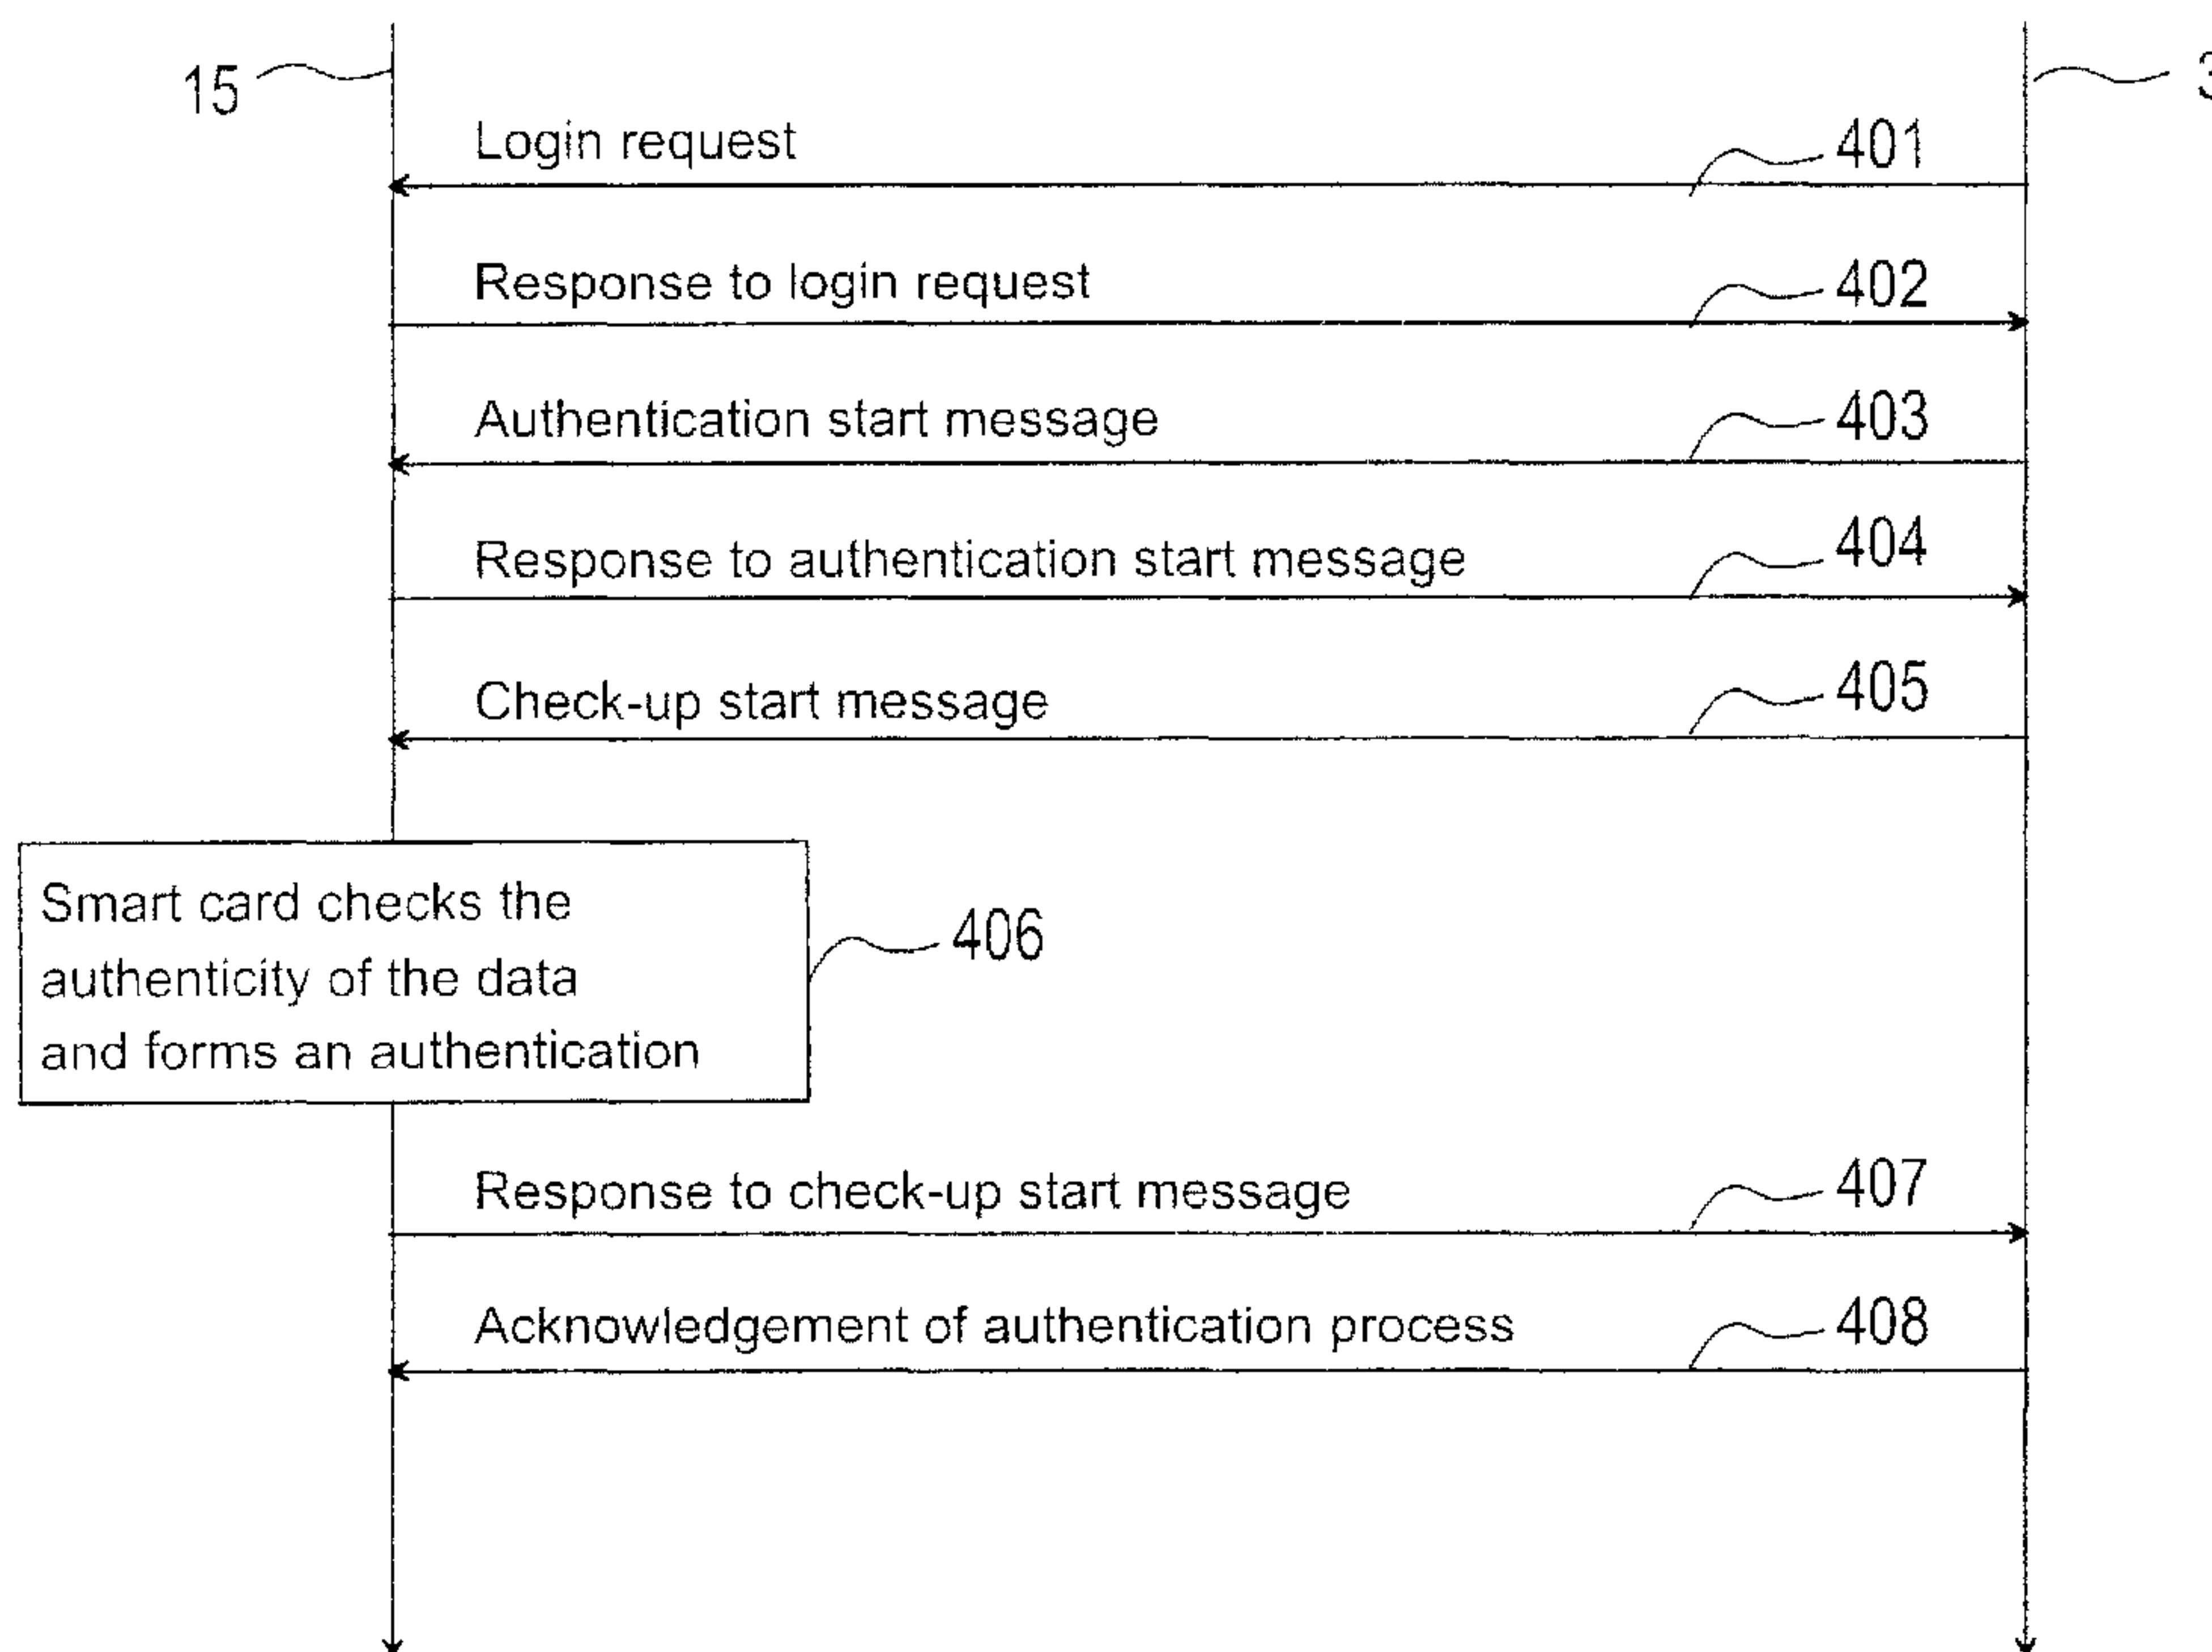 15
Login request
401
Response to login request
402
Authentication start message
403
Response to authentication start message
404
Check-up start message
405
Smart card checks the
authenticity of the data
and forms an authentication
406
Response to check-up start message
407
Acknowledgement of authentication process
408